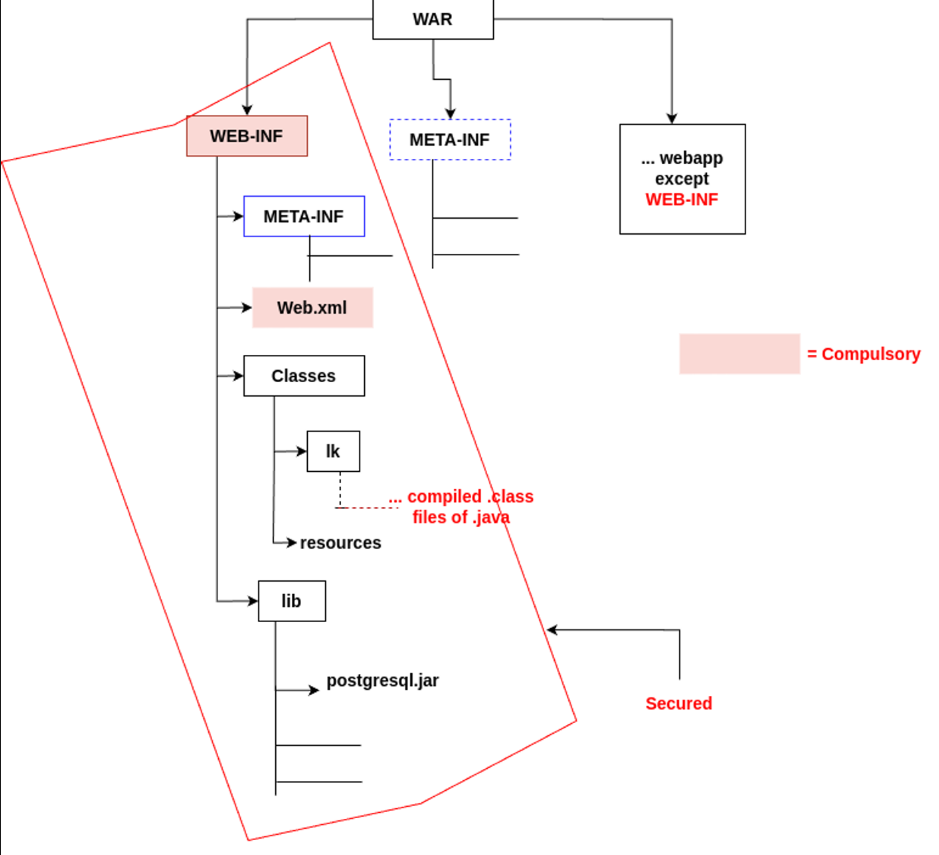 WAR
WEB-INF
META-INF
... webapp
except
WEB-INF
META-INF
Web.xml
= Compulsory
Classes
lk
... compiled .class
files of .java
resources
lib
postgresql.jar
Secured